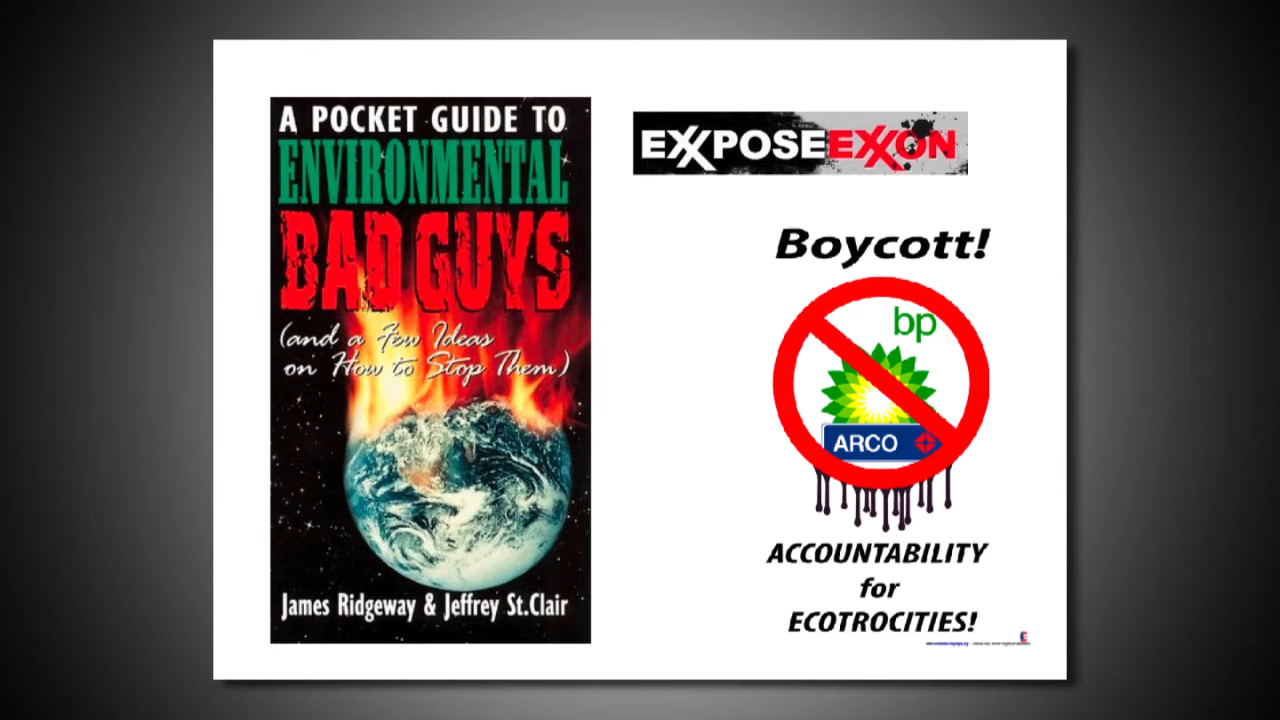 A POCKET GUIDE TO
ENVIRONMENTAL
BAD GUYS
(and a Few Ideas
on How to Stop Them)
James Ridgeway & Jeffrey St.Clair
EXXPOSEEXXON
Boycott!
bp
ARCO
ACCOUNTABILITY
for
ECOTROCITIES!